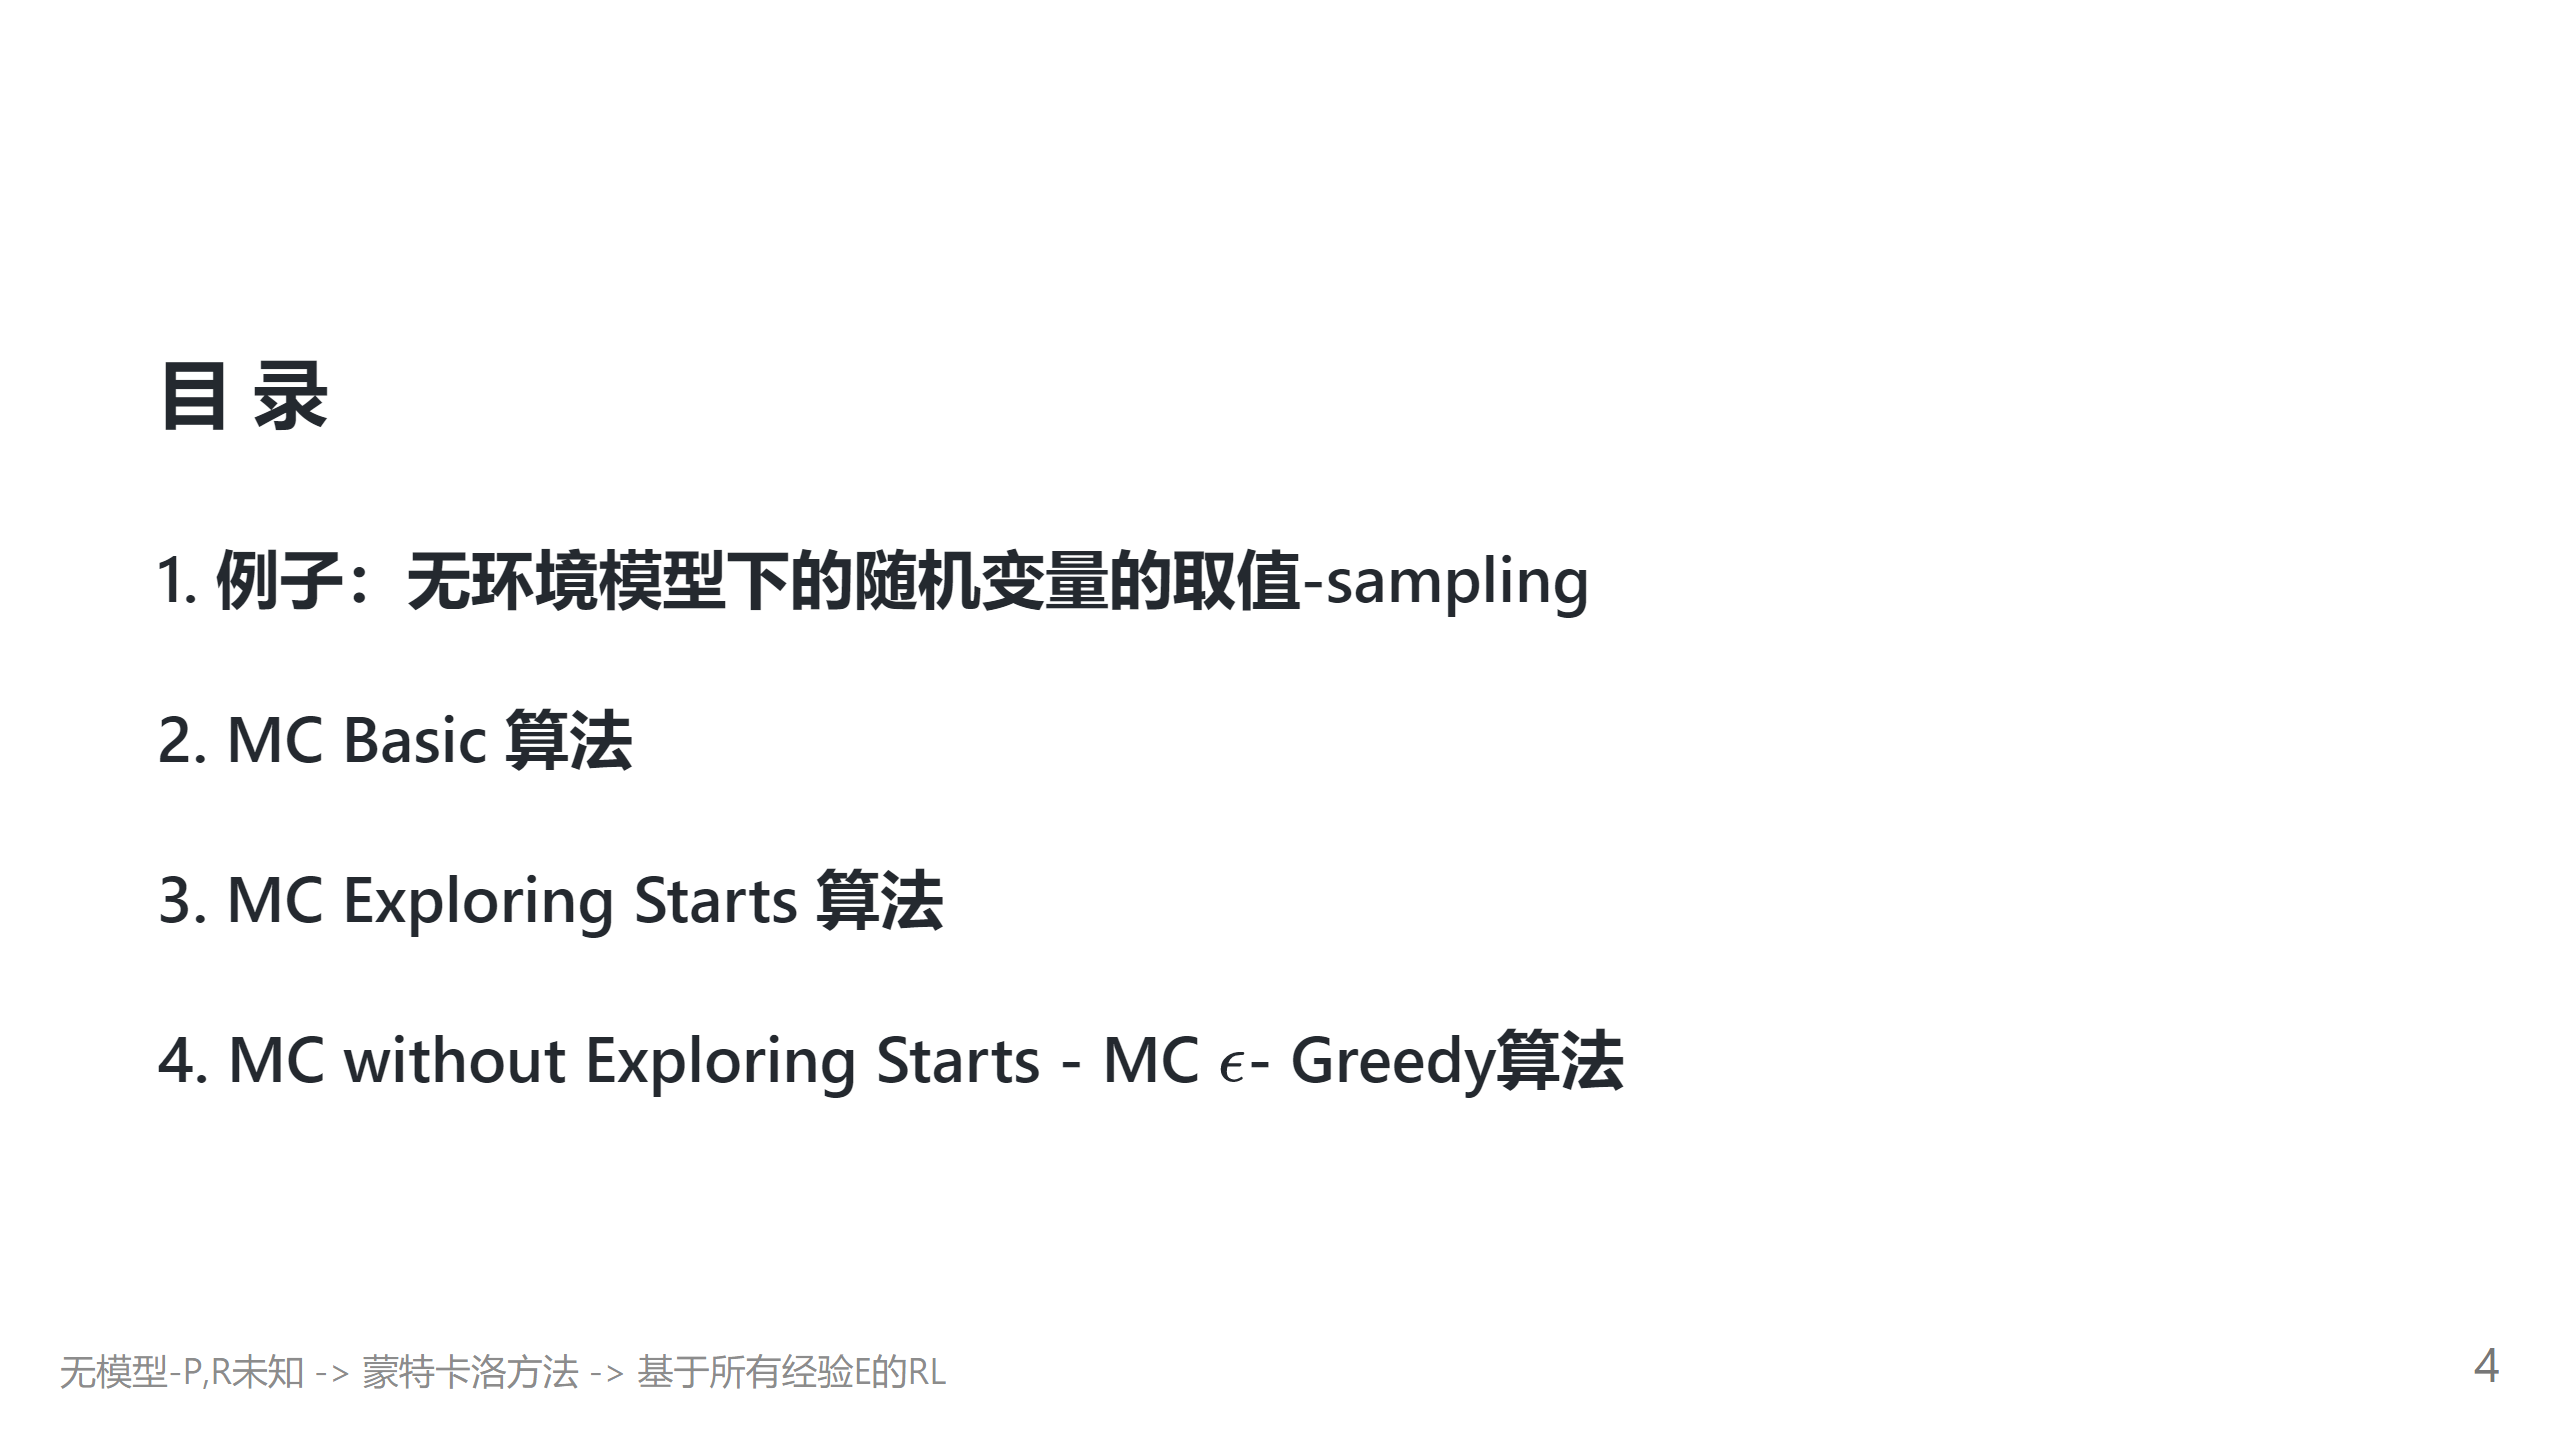 目 录
1. 例子：无环境模型下的随机变量的取值-sampling
2. MC Basic 算法
3. MC Exploring Starts 算法
4. MC without Exploring Starts - MC ϵ- Greedy算法
无模型-P,R未知 -> 蒙特卡洛方法 -> 基于所有经验E的RL
4